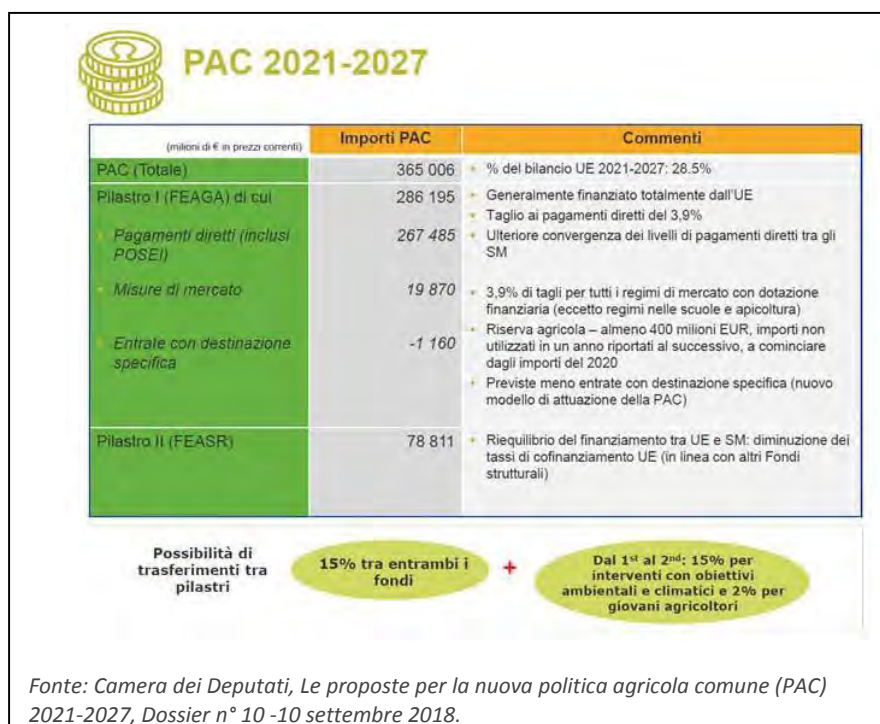 PAC 2021-2027
(milioni di € in prezzi correnti)
Importi PAC
Commenti
PAC (Totale)
365 006
• % del bilancio UE 2021-2027: 28.5%
Pilastro I (FEAGA) di cui
286 195
• Generalmente finanziato totalmente dall'UE
• Taglio ai pagamenti diretti del 3,9%
• Pagamenti diretti (inclusi
POSEI)
267 485
• Ulteriore convergenza dei livelli di pagamenti diretti tra gli
SM
• Misure di mercato
19 870
• 3,9% di tagli per tutti i regimi di mercato con dotazione
finanziaria (eccetto regimi nelle scuole e apicoltura)
• Entrate con destinazione
specifica
-1 160
• Riserva agricola – almeno 400 milioni EUR, importi non
utilizzati in un anno riportati al successivo, a cominciare
dagli importi del 2020
• Previste meno entrate con destinazione specifica (nuovo
modello di attuazione della PAC)
Pilastro II (FEASR)
78 811
• Riequilibrio del finanziamento tra UE e SM: diminuzione dei
tassi di cofinanziamento UE (in linea con altri Fondi
strutturali)
Possibilità di
trasferimenti tra
pilastri
15% tra entrambi i
fondi
+
Dal 1st al 2nd: 15% per
interventi con obiettivi
ambientali e climatici e 2% per
giovani agricoltori
Fonte: Camera dei Deputati, Le proposte per la nuova politica agricola comune (PAC)
2021-2027, Dossier n° 10 -10 settembre 2018.